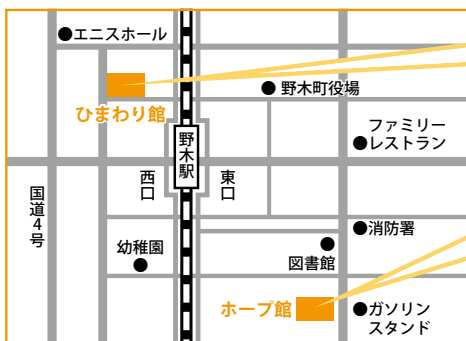 エニスホール
ひまわり館
野木町役場
ファミリー
レストラン
野木駅
西口
東口
国道4号
消防署
幼稚園
図書館
ホープ館
ガソリン
スタンド